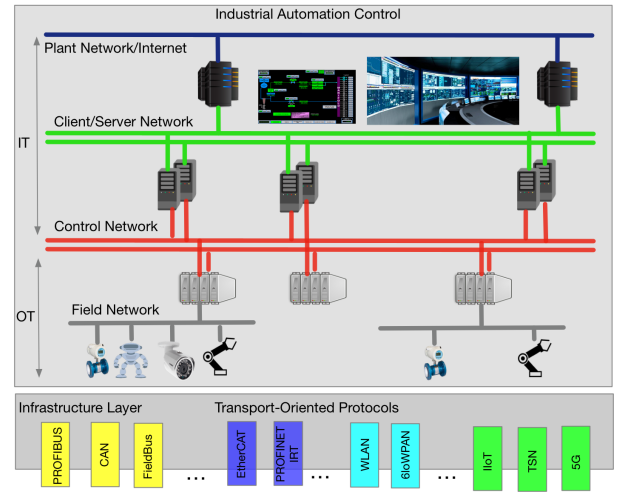 Industrial Automation Control
Plant Network/Internet
Client/Server Network
IT
Control Network
OT
Field Network
Infrastructure Layer
Transport-Oriented Protocols
PROFIBUS
CAN
FieldBus
...
EtherCAT
PROFINET
IRT
...
WLAN
6loWPAN
...
IIoT
TSN
5G